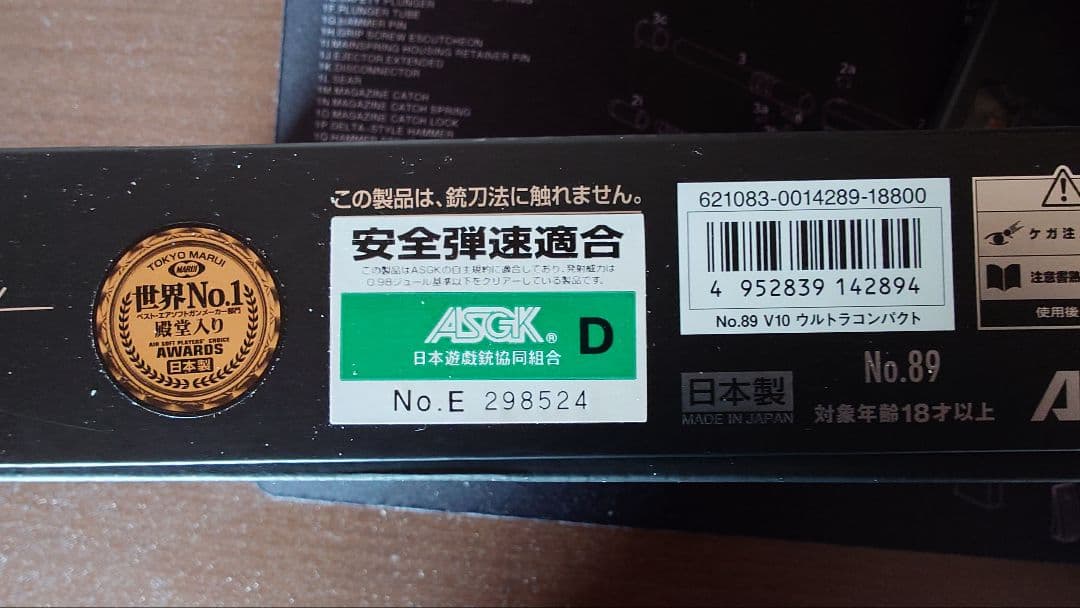 1F PLUNGER TUBE
1G HAMMER PIN
1H GRIP SCREW ESCUTCHEON
1I MAINSPRING HOUSING RETAINER PIN
1J EJECTOR, EXTENDED
1K DISCONNECTOR
1L SEAR
1M MAGAZINE CATCH
1N MAGAZINE CATCH SPRING
1O MAGAZINE CATCH LOCK
1P DELTA-STYLE HAMMER
3c
3
2a
2i
3a
TOKYO MARUI
MARUI
世界No.1
ベスト・エアソフトガンメーカー部門
殿堂入り
AIR SOFT PLAYERS' CHOICE
AWARDS
日本製
この製品は、銃刀法に触れません。
安全弾速適合
この製品はASGKの自主規約に適合しており、発射威力は
0.98ジュール基準以下をクリアーしている製品です。
ASGK® D
日本遊戯銃協同組合
No.E 298524
621083-0014289-18800
4 952839 142894
No.89 V10 ウルトラコンパクト
日本製
MADE IN JAPAN
No.89
対象年齢18才以上
ケガ注
注意書熟
使用後